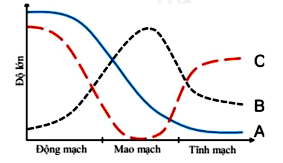 Độ lớn
C
B
A
Động mạch
Mao mạch
Tĩnh mạch